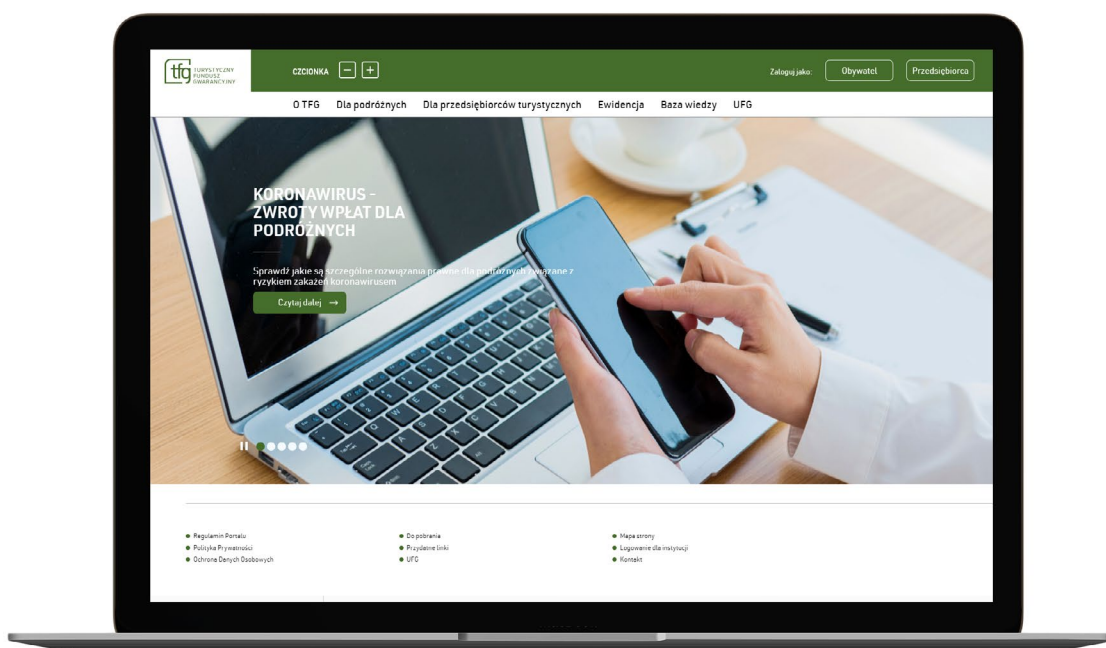 tfg
TURYSTYCZNY
FUNDUSZ
GWARANCYJNY
CZCIONKA − +
Zaloguj jako:
Obywatel
Przedsiębiorca
O TFG Dla podróżnych Dla przedsiębiorców turystycznych Ewidencja Baza wiedzy UFG
KORONAWIRUS -
ZWROTY WPŁAT DLA
PODRÓŻNYCH
Sprawdź jakie są szczególne rozwiązania prawne dla podróżnych związane z
ryzykiem zakażeń koronawirusem
Czytaj dalej →
Regulamin Portalu
Polityka Prywatności
Ochrona Danych Osobowych
Do pobrania
Przydatne linki
UFG
Mapa strony
Logowanie dla instytucji
Kontakt